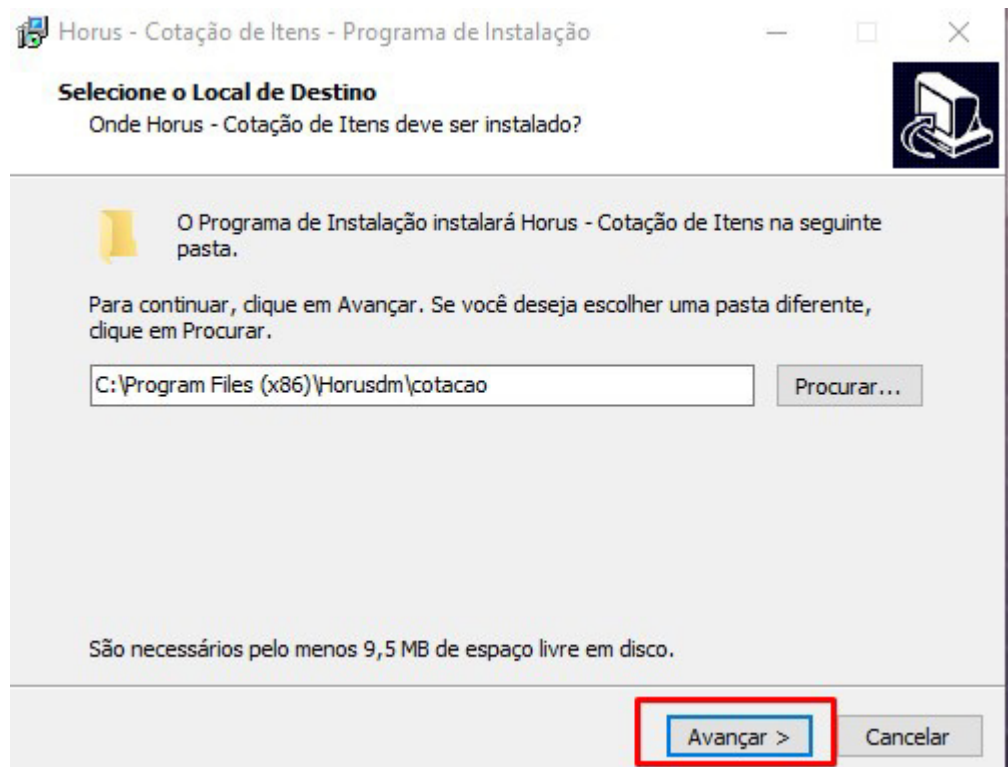 Horus - Cotação de Itens - Programa de Instalação
Selecione o Local de Destino
Onde Horus - Cotação de Itens deve ser instalado?
O Programa de Instalação instalará Horus - Cotação de Itens na seguinte
pasta.
Para continuar, clique em Avançar. Se você deseja escolher uma pasta diferente,
clique em Procurar.
C:\Program Files (x86)\Horusdm\cotacao
Procurar...
São necessários pelo menos 9,5 MB de espaço livre em disco.
Avançar >
Cancelar